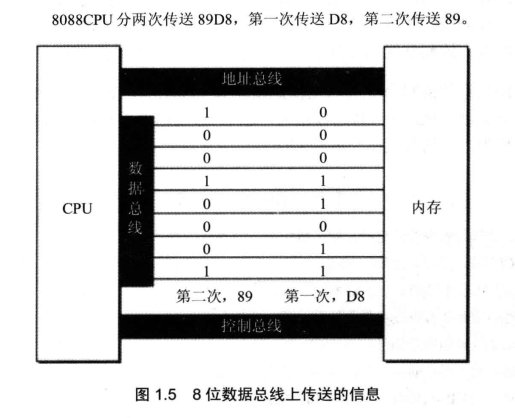 8088CPU 分两次传送 89D8，第一次传送 D8，第二次传送 89。
地址总线
1 0
0 0
0 0
1 1
0 1
0 0
0 1
1 1
数据总线
CPU
内存
第二次，89 第一次，D8
控制总线
图 1.5 8 位数据总线上传送的信息